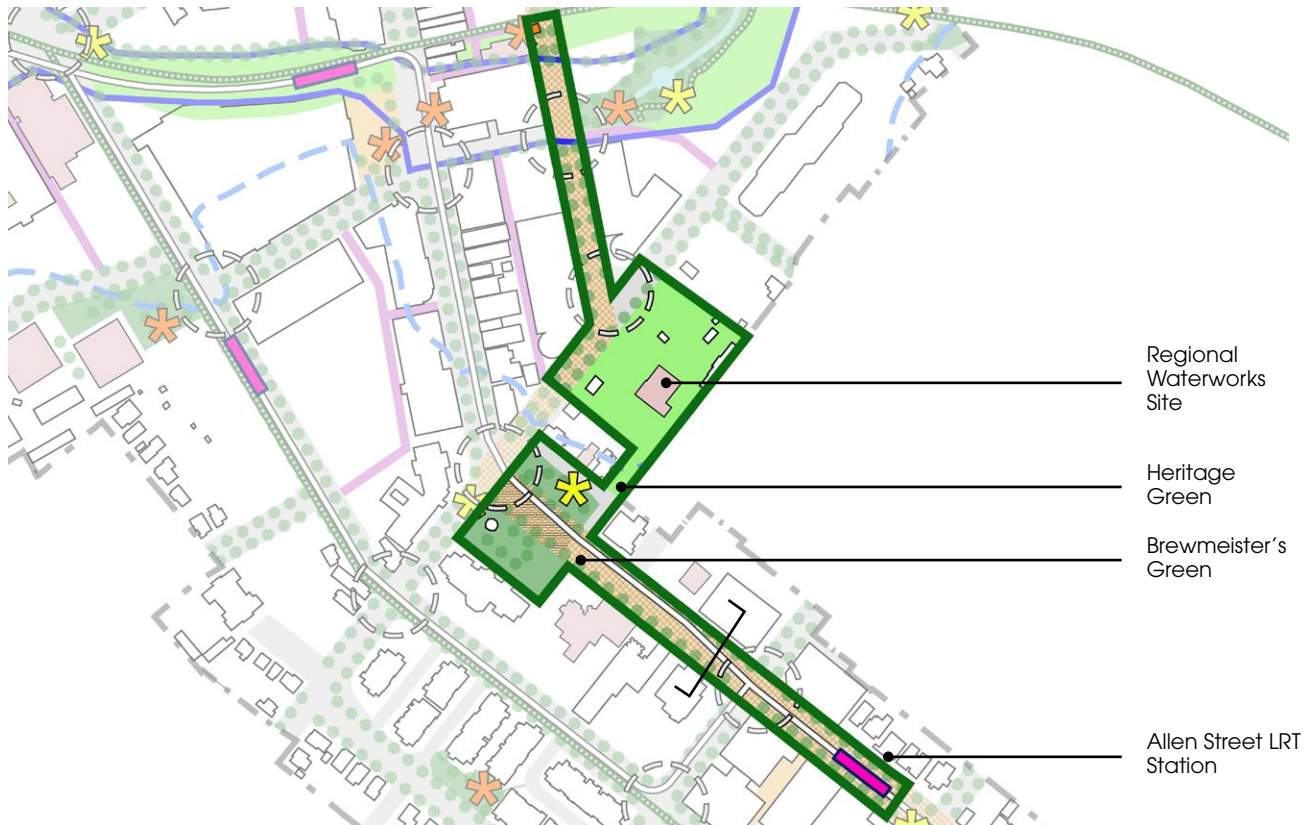 Regional
Waterworks
Site
Heritage
Green
Brewmeister's
Green
Allen Street LRT
Station